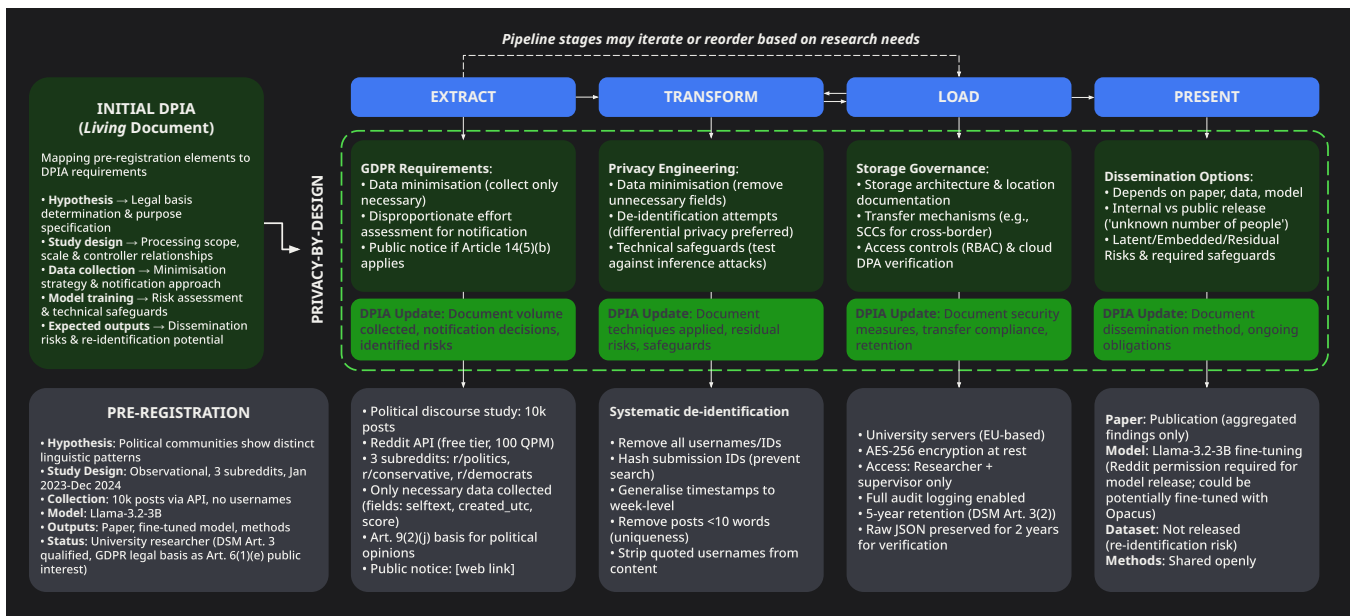 Pipeline stages may iterate or reorder based on research needs
INITIAL DPIA
(Living Document)
Mapping pre-registration elements to
DPIA requirements
• Hypothesis → Legal basis
determination & purpose
specification
• Study design → Processing scope,
scale & controller relationships
• Data collection → Minimisation
strategy & notification approach
• Model training → Risk assessment
& technical safeguards
• Expected outputs → Dissemination
risks & re-identification potential
PRIVACY-BY-DESIGN
EXTRACT
TRANSFORM
LOAD
PRESENT
GDPR Requirements:
• Data minimisation (collect only
necessary)
• Disproportionate effort
assessment for notification
• Public notice if Article 14(5)(b)
applies
Privacy Engineering:
• Data minimisation (remove
unnecessary fields)
• De-identification attempts
(differential privacy preferred)
• Technical safeguards (test
against inference attacks)
Storage Governance:
• Storage architecture & location
documentation
• Transfer mechanisms (e.g.,
SCCs for cross-border)
• Access controls (RBAC) & cloud
DPA verification
Dissemination Options:
• Depends on paper, data, model
• Internal vs public release
('unknown number of people')
• Latent/Embedded/Residual
Risks & required safeguards
DPIA Update: Document volume
collected, notification decisions,
identified risks
DPIA Update: Document
techniques applied, residual
risks, safeguards
DPIA Update: Document security
measures, transfer compliance,
retention
DPIA Update: Document
dissemination method, ongoing
obligations
PRE-REGISTRATION
• Hypothesis: Political communities show distinct
linguistic patterns
• Study Design: Observational, 3 subreddits, Jan
2023-Dec 2024
• Collection: 10k posts via API, no usernames
• Model: Llama-3.2-3B
• Outputs: Paper, fine-tuned model, methods
• Status: University researcher (DSM Art. 3
qualified, GDPR legal basis as Art. 6(1)(e) public
interest)
• Political discourse study: 10k
posts
• Reddit API (free tier, 100 QPM)
• 3 subreddits: r/politics,
r/conservative, r/democrats
• Only necessary data collected
(fields: selftext, created_utc,
score)
• Art. 9(2)(j) basis for political
opinions
• Public notice: [web link]
Systematic de-identification
• Remove all usernames/IDs
• Hash submission IDs (prevent
search)
• Generalise timestamps to
week-level
• Remove posts <10 words
(uniqueness)
• Strip quoted usernames from
content
• University servers (EU-based)
• AES-256 encryption at rest
• Access: Researcher +
supervisor only
• Full audit logging enabled
• 5-year retention (DSM Art. 3(2))
• Raw JSON preserved for 2 years
for verification
Paper: Publication (aggregated
findings only)
Model: Llama-3.2-3B fine-tuning
(Reddit permission required for
model release; could be
potentially fine-tuned with
Opacus)
Dataset: Not released
(re-identification risk)
Methods: Shared openly